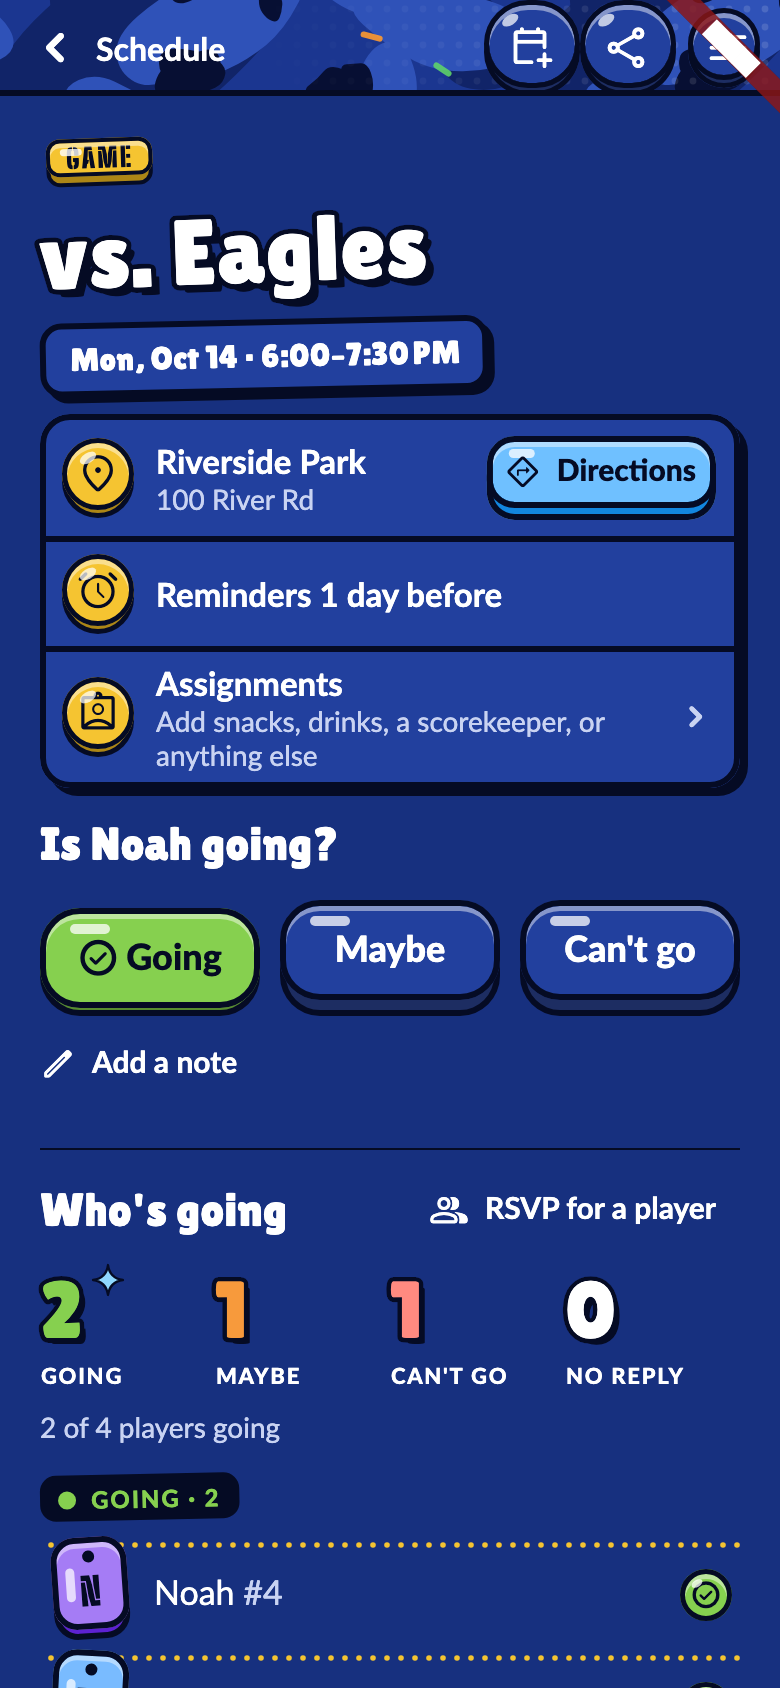 Schedule
GAME
vs. Eagles
Mon, Oct 14 · 6:00–7:30 PM
Riverside Park
100 River Rd
Directions
Reminders 1 day before
Assignments
Add snacks, drinks, a scorekeeper, or
anything else
Is Noah going?
Going
Maybe
Can't go
Add a note
Who's going
RSVP for a player
2
1
1
0
GOING
MAYBE
CAN'T GO
NO REPLY
2 of 4 players going
GOING · 2
N
Noah #4